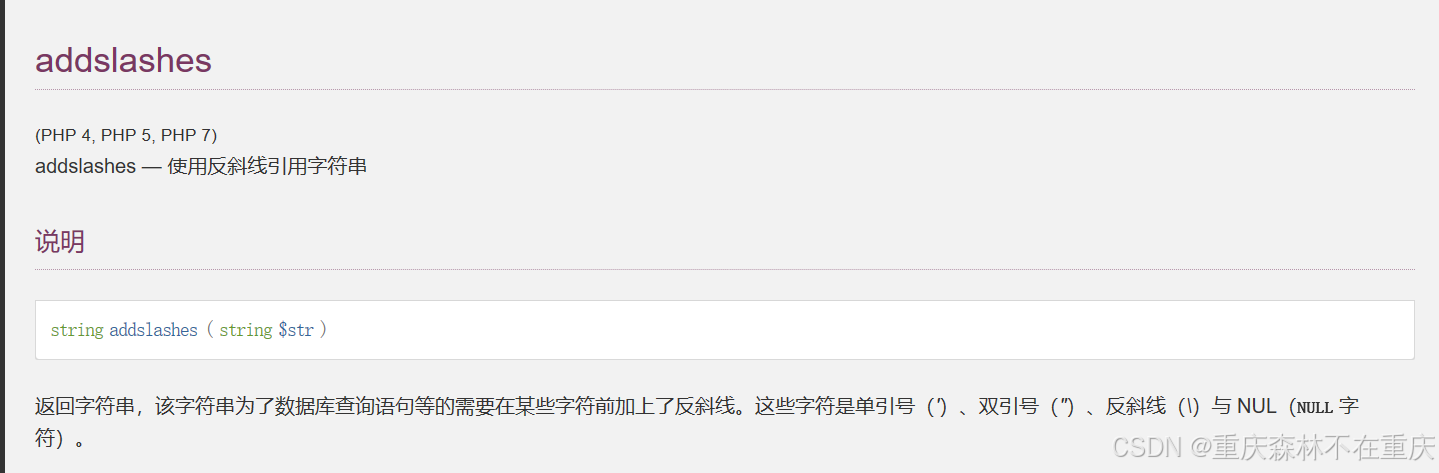 addslashes
(PHP 4, PHP 5, PHP 7)
addslashes — 使用反斜线引用字符串
说明
string addslashes ( string $str )
返回字符串，该字符串为了数据库查询语句等的需要在某些字符前加上了反斜线。这些字符是单引号（'）、双引号（"）、反斜线（\）与 NUL（NULL 字
符）。
CSDN @重庆森林不在重庆